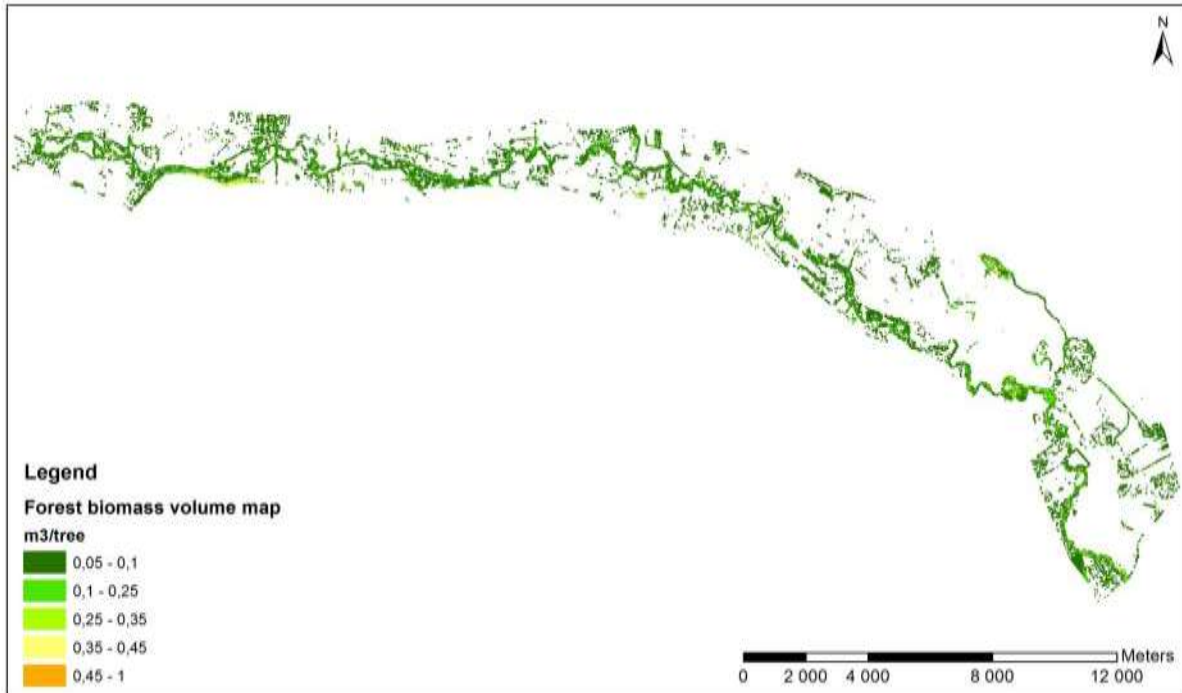 N
Legend
Forest biomass volume map
m3/tree
0,05 - 0,1
0,1 - 0,25
0,25 - 0,35
0,35 - 0,45
0,45 - 1
Meters
0 2 000 4 000 8 000 12 000